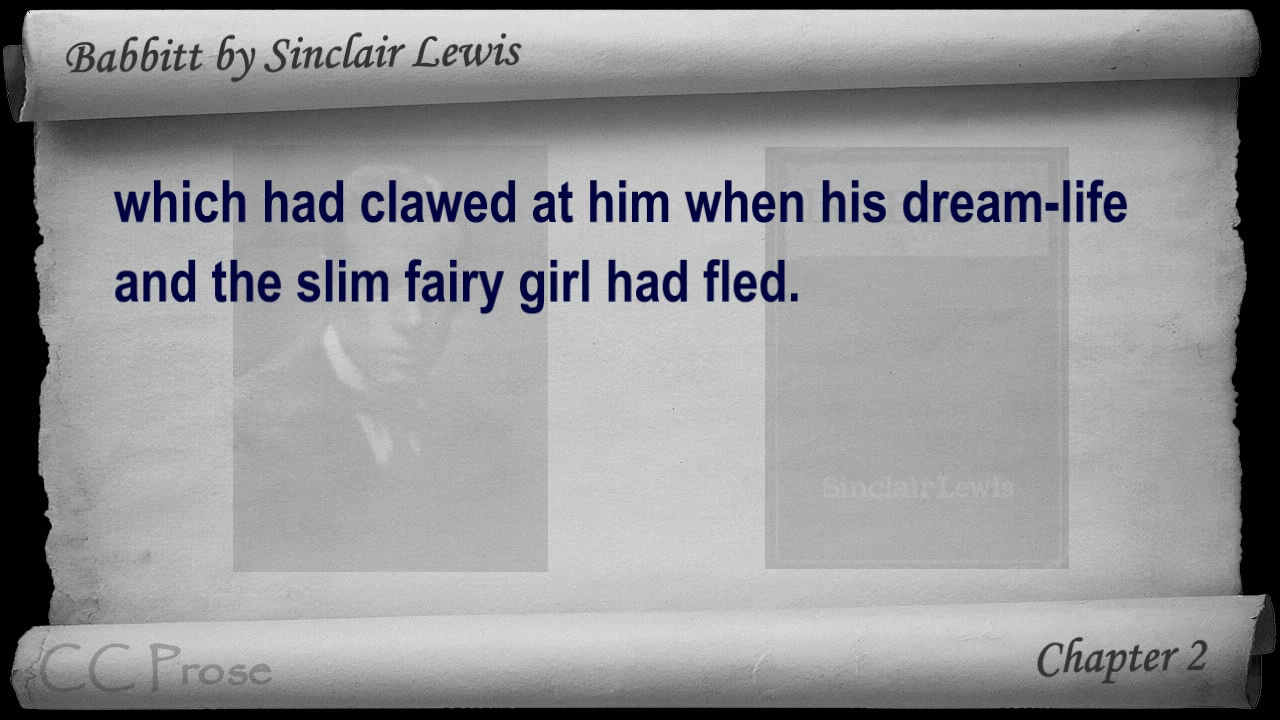 Babbitt by Sinclair Lewis
which had clawed at him when his dream-life
and the slim fairy girl had fled.
Sinclair Lewis
CC Prose
Chapter 2